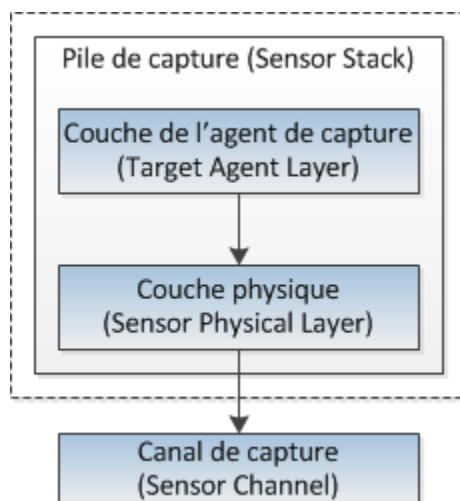 Pile de capture (Sensor Stack)
Couche de l'agent de capture
(Target Agent Layer)
Couche physique
(Sensor Physical Layer)
Canal de capture
(Sensor Channel)